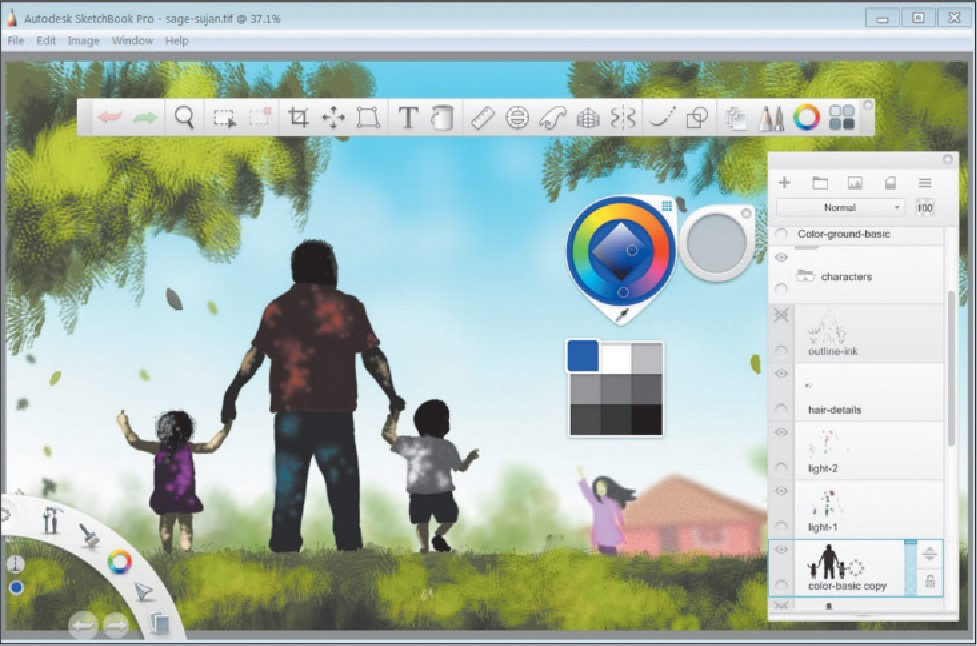 Autodesk SketchBook Pro - sage-sujan.tif @ 37.1%
File Edit Image Window Help
T
Normal
100
Color-ground-basic
characters
outline-ink
hair-details
light-2
light-1
color-basic copy